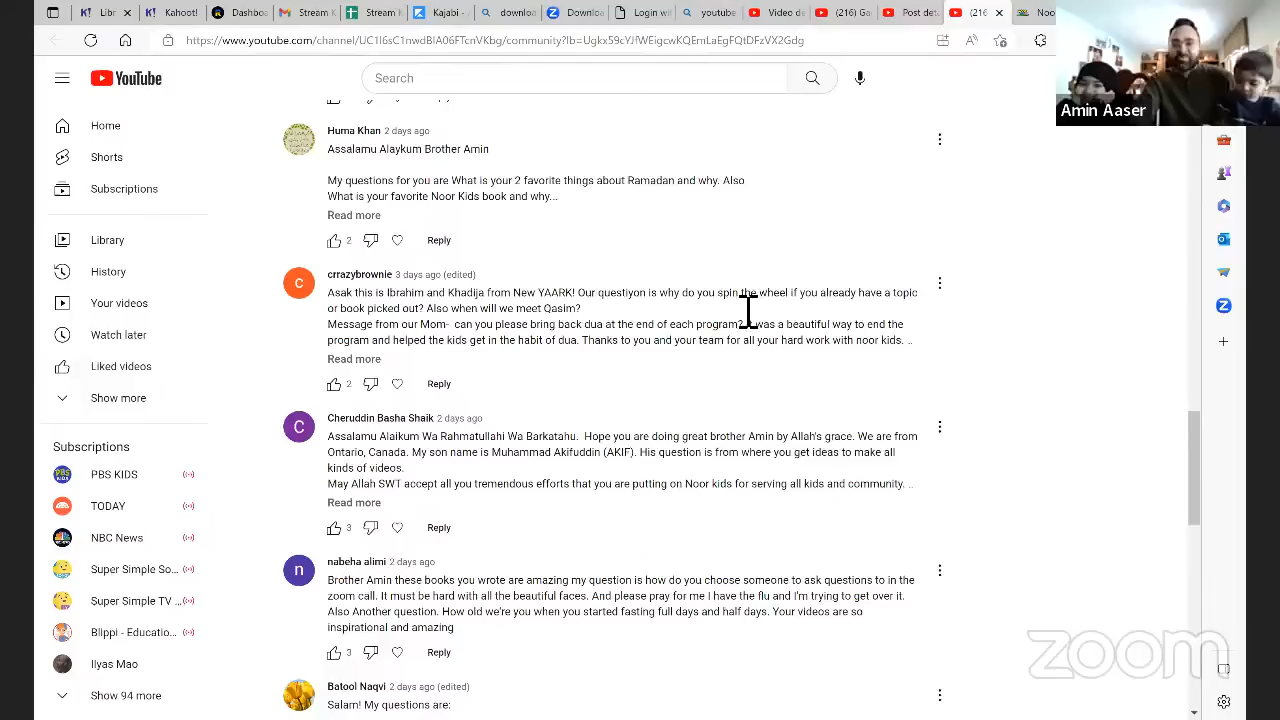 Libr
Kahoot
Dashboa
Stream K
Stream K
Kajabi -
Downloa
Downloa
Login wil
youtube
Video di
(216) Ga
Post det
(216)
Noo
https://www.youtube.com/channel/
YouTube
Search
Amin Aaser
Home
Shorts
Subscriptions
Library
History
Your videos
Watch later
Liked videos
Show more
Subscriptions
PBS KIDS
TODAY
NBC News
Super Simple So...
Super Simple TV ...
Blippi - Educatio...
Ilyas Mao
Show 94 more
Huma Khan 2 days ago
Assalamu Alaykum Brother Amin
My questions for you are What is your 2 favorite things about Ramadan and why. Also
What is your favorite Noor Kids book and why...
Read more
2 Reply
c
crrazybrownie 3 days ago (edited)
Asak this is Ibrahim and Khadija from New YAARK! Our questiyon is why do you spin the wheel if you already have a topic
or book picked out? Also when will we meet Qasim?
Message from our Mom- can you please bring back dua at the end of each program? was a beautiful way to end the
program and helped the kids get in the habit of dua. Thanks to you and your team for all your hard work with noor kids. ..
Read more
2 Reply
C
Cheruddin Basha Shaik 2 days ago
Assalamu Alaikum Wa Rahmatullahi Wa Barkatahu. Hope you are doing great brother Amin by Allah's grace. We are from
Ontario, Canada. My son name is Muhammad Akifuddin (AKIF). His question is from where you get ideas to make all
kinds of videos.
May Allah SWT accept all you tremendous efforts that you are putting on Noor kids for serving all kids and community. ..
Read more
3 Reply
n
nabeha alimi 2 days ago
Brother Amin these books you wrote are amazing my question is how do you choose someone to ask questions to in the
zoom call. It must be hard with all the beautiful faces. And please pray for me I have the flu and I'm trying to get over it.
Also Another question. How old we're you when you started fasting full days and half days. Your videos are so
inspirational and amazing
3 Reply
Batool Naqvi 2 days ago (edited)
Salam! My questions are:
zoom